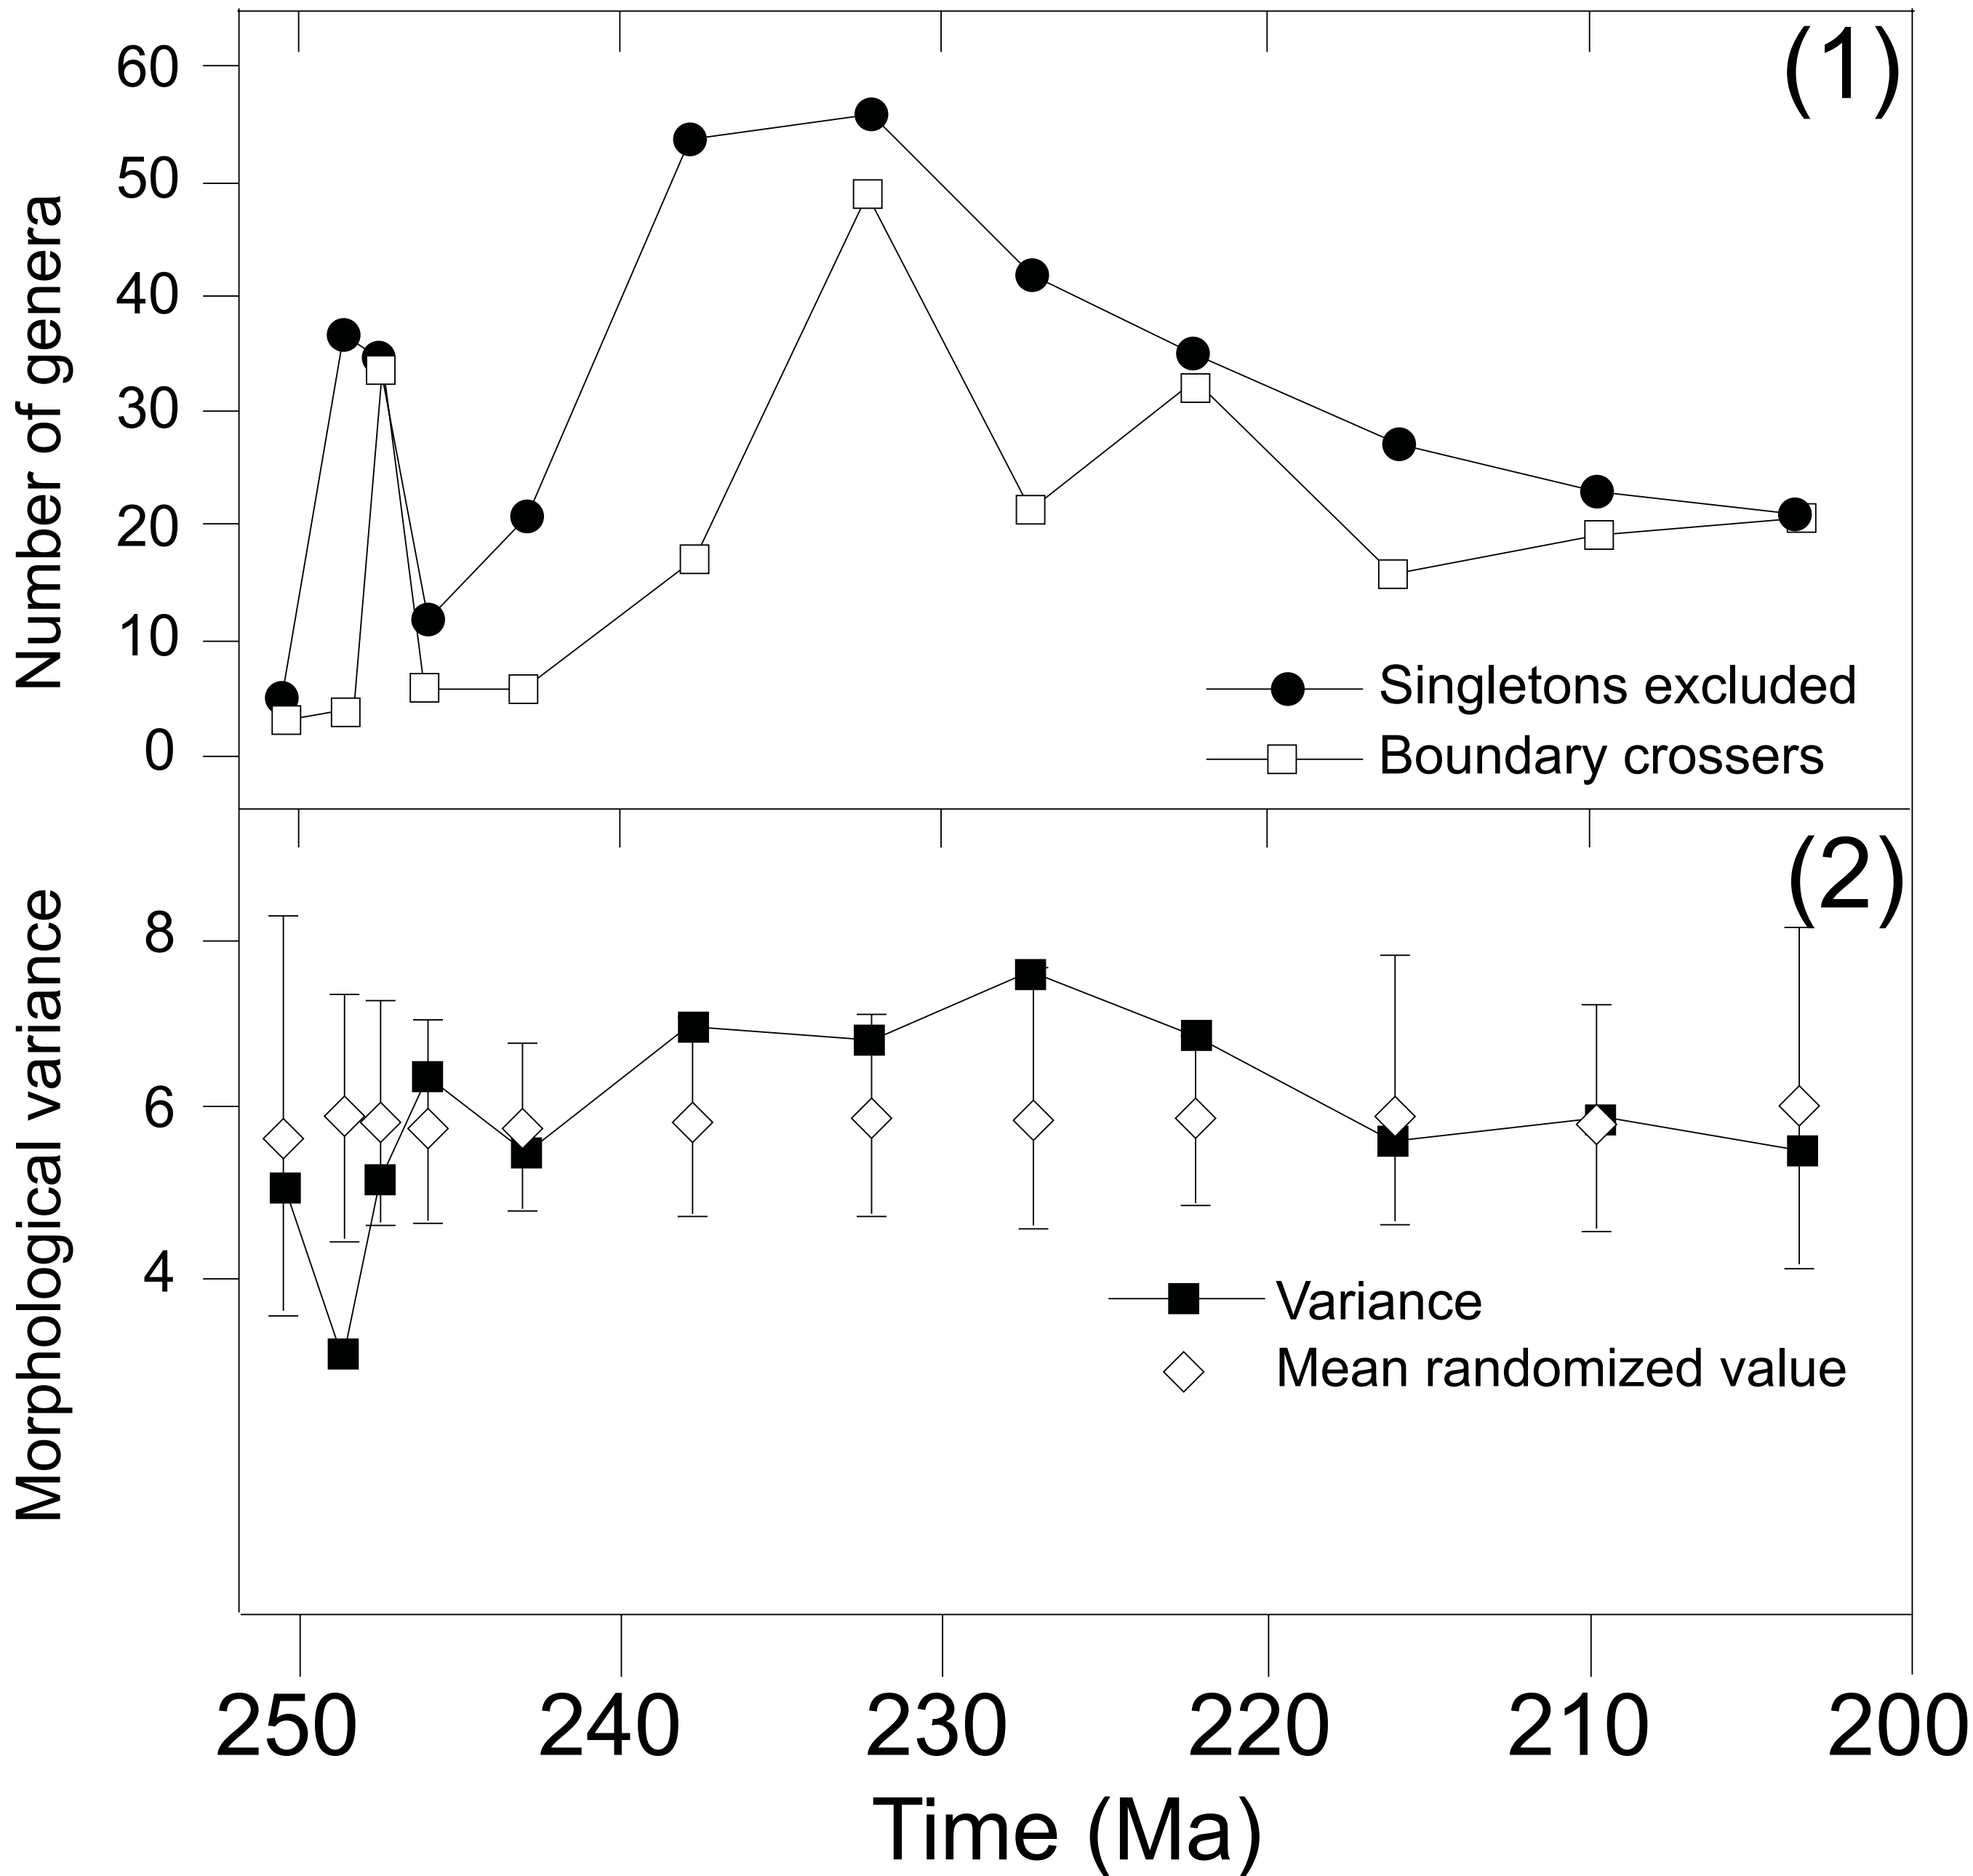 (1)
Number of genera
60
50
40
30
20
10
0
Singletons excluded
Boundary crossers
(2)
Morphological variance
8
6
4
Variance
Mean randomized value
250 240 230 220 210 200
Time (Ma)